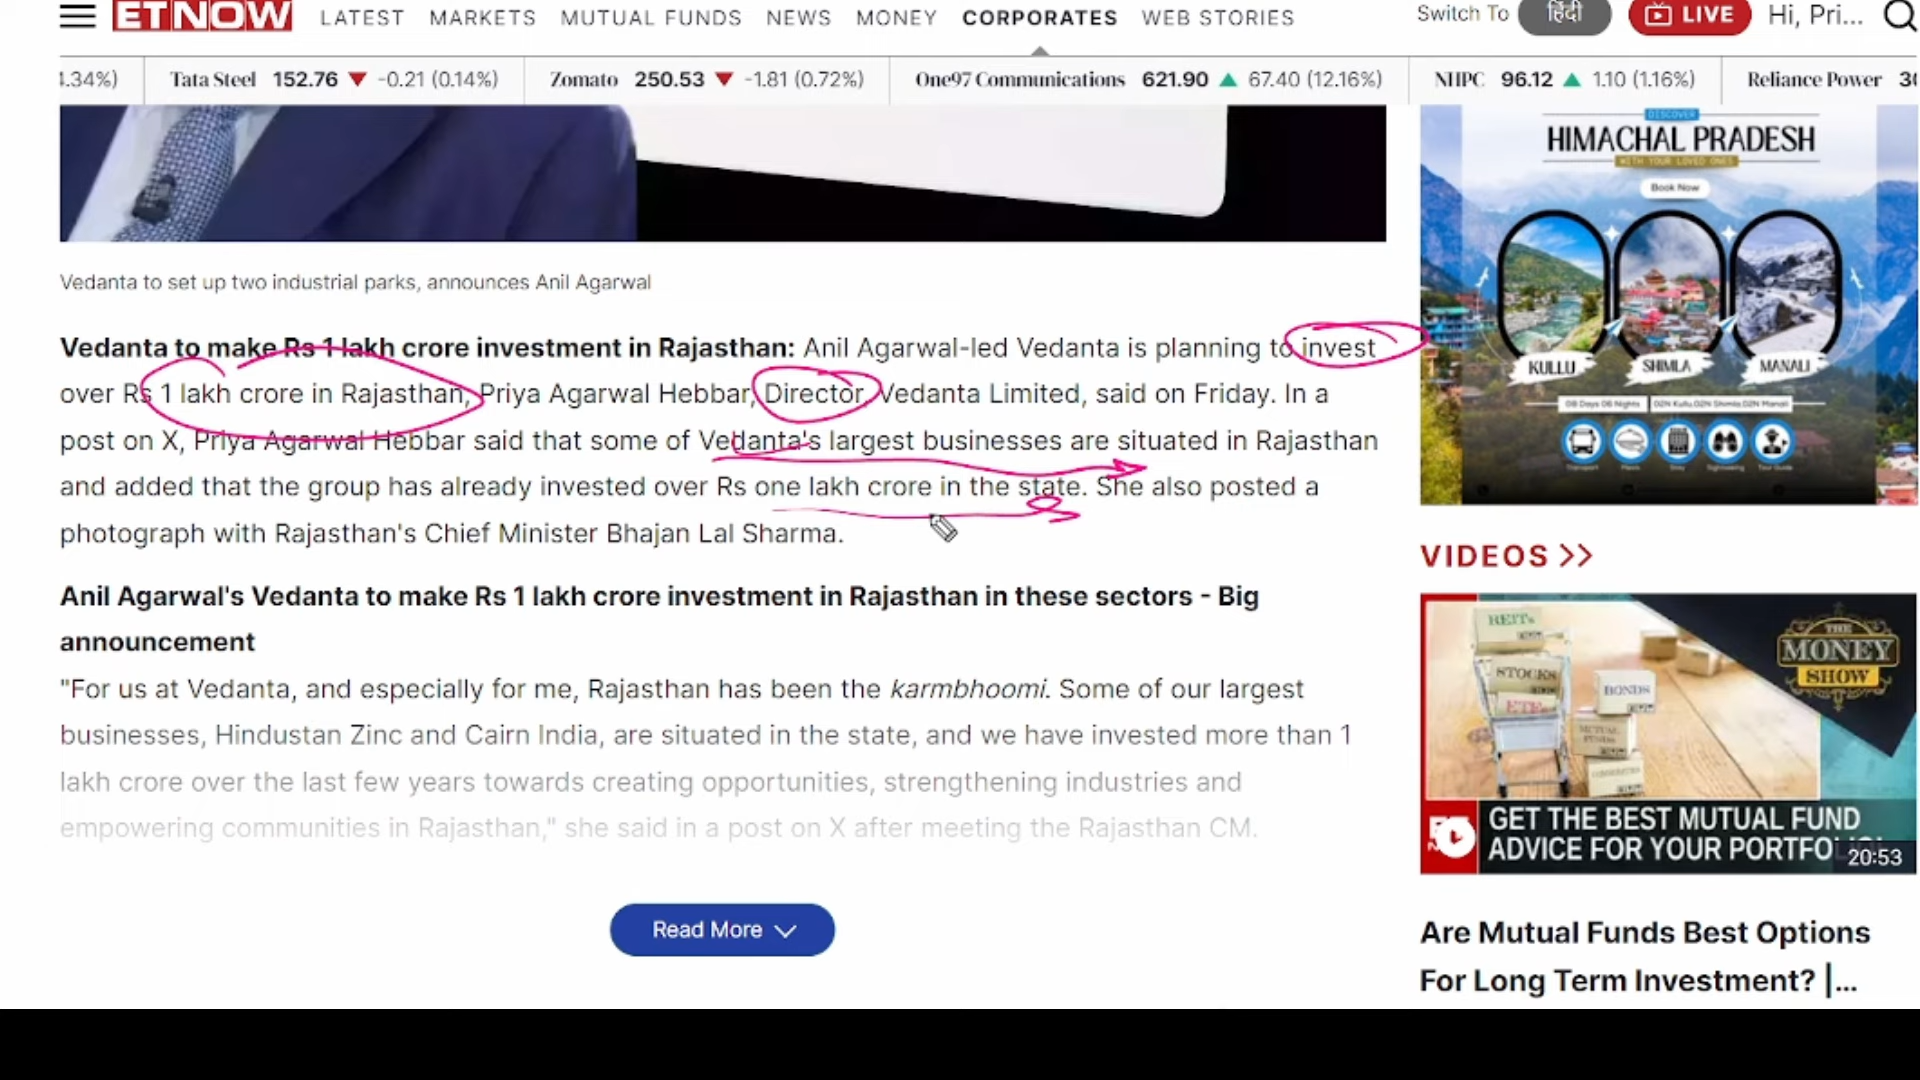 ETNOW LATEST MARKETS MUTUAL FUNDS NEWS MONEY CORPORATES WEB STORIES Switch To हिंदी LIVE Hi, Pri...
4.34%) Tata Steel 152.76 ▼ -0.21 (0.14%) Zomato 250.53 ▼ -1.81 (0.72%) One97 Communications 621.90 ▲ 67.40 (12.16%) NHPC 96.12 ▲ 1.10 (1.16%) Reliance Power
Vedanta to set up two industrial parks, announces Anil Agarwal
Vedanta to make Rs 1 lakh crore investment in Rajasthan: Anil Agarwal-led Vedanta is planning to invest
over Rs 1 lakh crore in Rajasthan, Priya Agarwal Hebbar, Director, Vedanta Limited, said on Friday. In a
post on X, Priya Agarwal Hebbar said that some of Vedanta's largest businesses are situated in Rajasthan
and added that the group has already invested over Rs one lakh crore in the state. She also posted a
photograph with Rajasthan's Chief Minister Bhajan Lal Sharma.
Anil Agarwal's Vedanta to make Rs 1 lakh crore investment in Rajasthan in these sectors - Big
announcement
"For us at Vedanta, and especially for me, Rajasthan has been the karmbhoomi. Some of our largest
businesses, Hindustan Zinc and Cairn India, are situated in the state, and we have invested more than 1
lakh crore over the last few years towards creating opportunities, strengthening industries and
empowering communities in Rajasthan," she said in a post on X after meeting the Rajasthan CM.
Read More
DISCOVER
HIMACHAL PRADESH
WITH YOUR LOVED ONES
Book Now
KULLU SHIMLA MANALI
VIDEOS >>
REITs
STOCKS
BONDS
MUTUAL FUNDS
THE
MONEY
SHOW
GET THE BEST MUTUAL FUND
ADVICE FOR YOUR
20:53
Are Mutual Funds Best Options
For Long Term Investment? |...